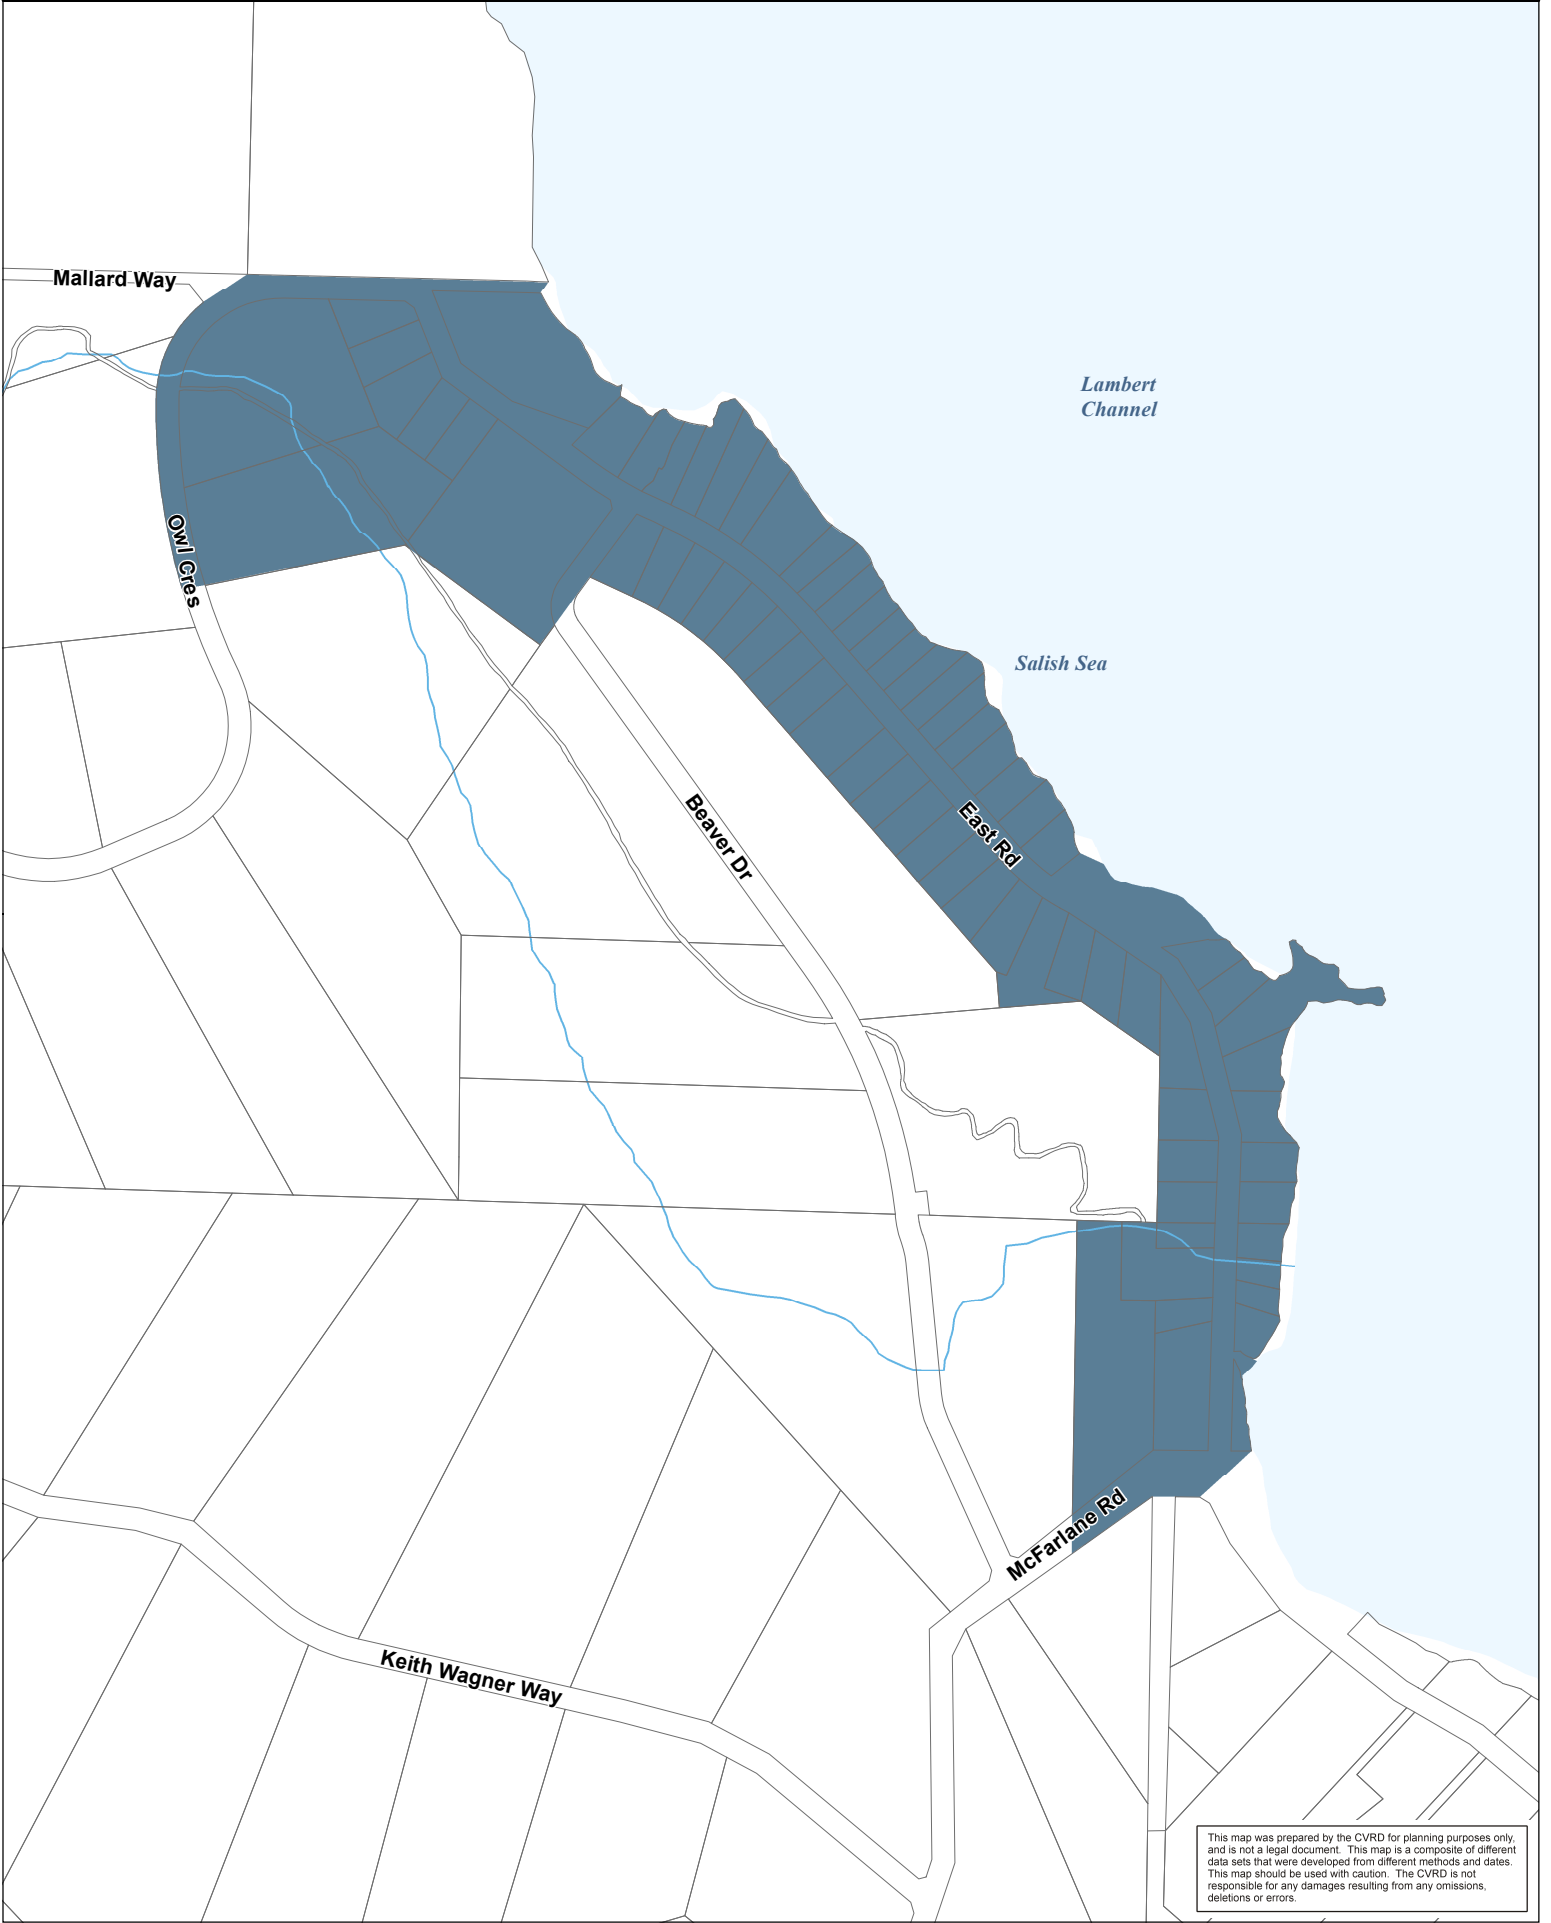 Mallard Way
Lambert
Channel
Owl Cres
Salish Sea
Beaver Dr
East Rd
McFarlane Rd
Keith Wagner Way
This map was prepared by the CVRD for planning purposes only,
and is not a legal document. This map is a composite of different
data sets that were developed from different methods and dates.
This map should be used with caution. The CVRD is not
responsible for any damages resulting from any omissions,
deletions or errors.